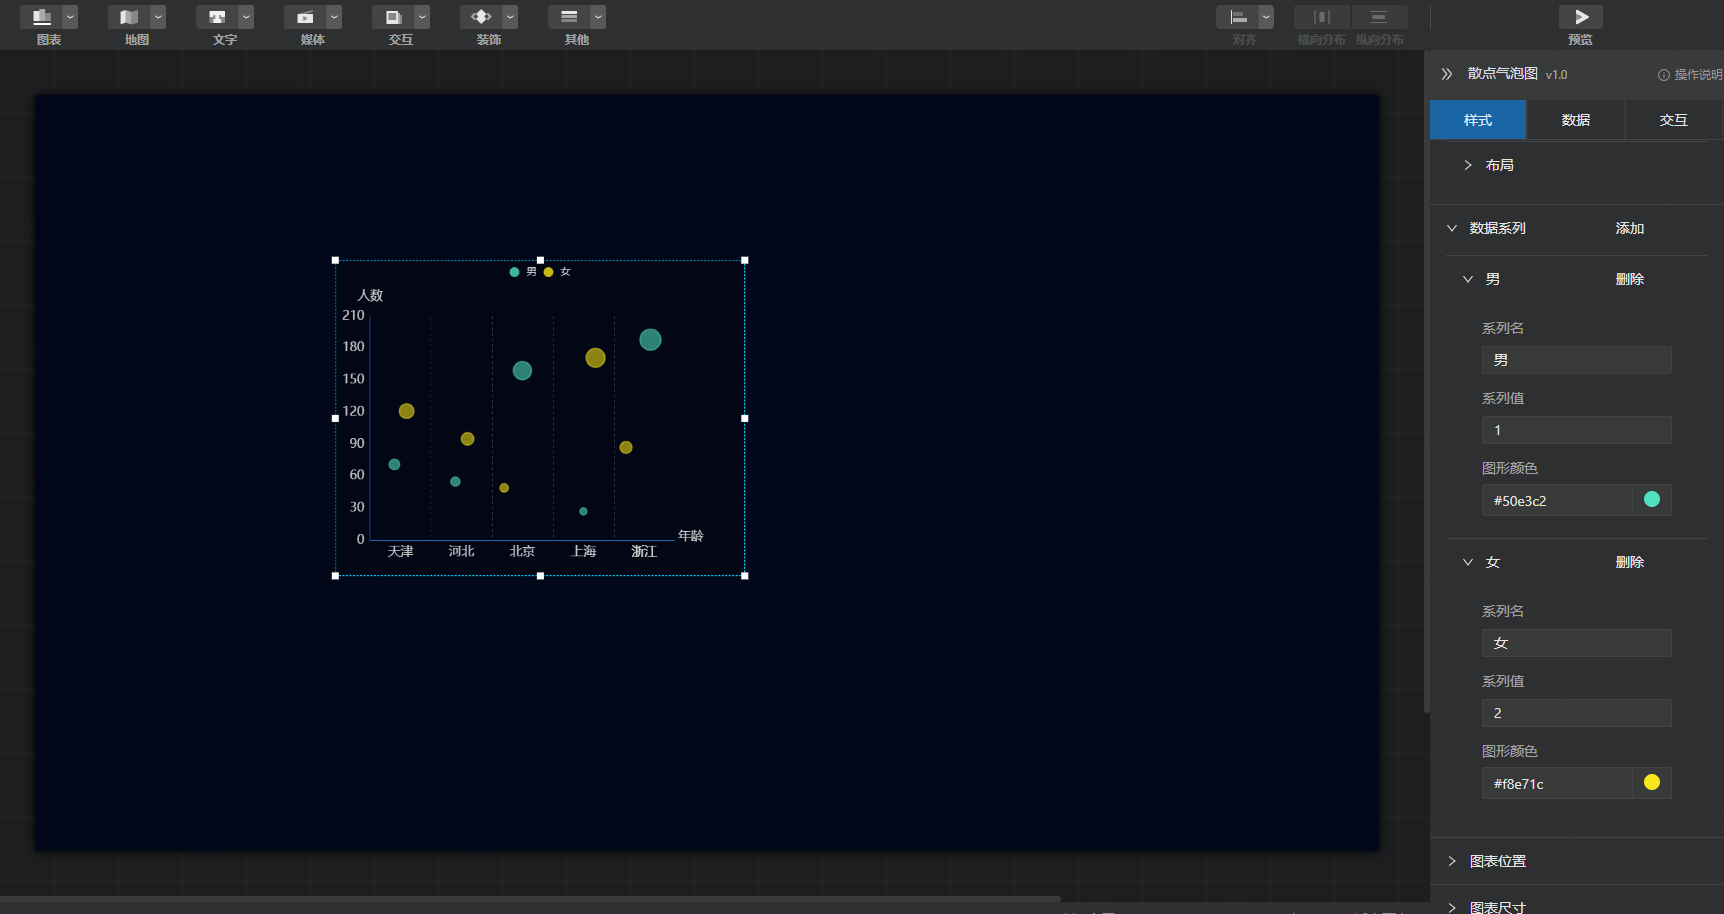 图表 地图 文字 媒体 交互 装饰 其他 对齐 横向分布 纵向分布 预览
散点气泡图 v1.0 操作说明
样式 数据 交互
布局
数据系列 添加
男 删除
系列名
男
系列值
1
图形颜色
#50e3c2
女 删除
系列名
女
系列值
2
图形颜色
#f8e71c
图表位置
图表尺寸
男 女
人数
210
180
150
120
90
60
30
0
天津 河北 北京 上海 浙江 年龄